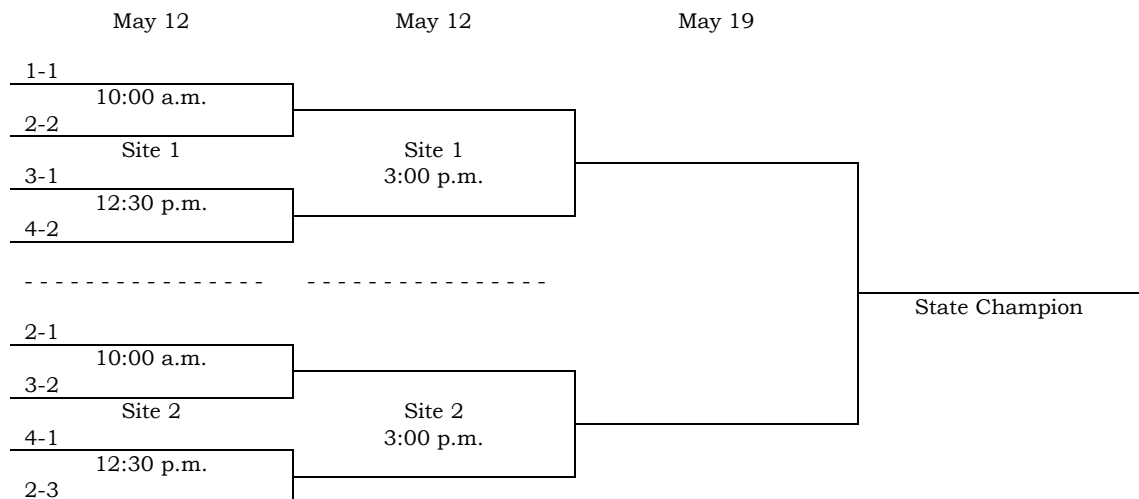 May 12 May 12 May 19
1-1
10:00 a.m.
2-2
Site 1 Site 1
3-1 3:00 p.m.
12:30 p.m.
4-2
- - - - - - - - - - - - - - - - - - - - - - - - - - - - - - - -
State Champion
2-1
10:00 a.m.
3-2
Site 2 Site 2
4-1 3:00 p.m.
12:30 p.m.
2-3